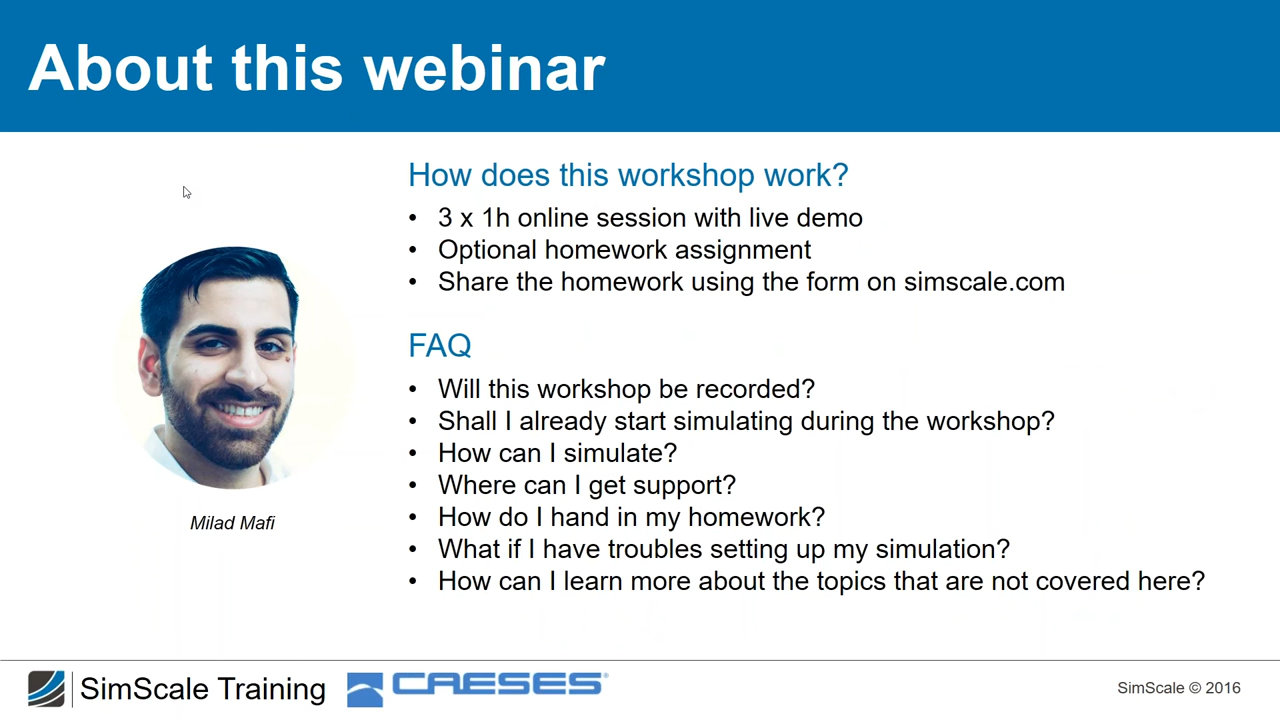 About this webinar
How does this workshop work?
• 3 x 1h online session with live demo
• Optional homework assignment
• Share the homework using the form on simscale.com
FAQ
• Will this workshop be recorded?
• Shall I already start simulating during the workshop?
• How can I simulate?
• Where can I get support?
• How do I hand in my homework?
• What if I have troubles setting up my simulation?
• How can I learn more about the topics that are not covered here?
Milad Mafi
SimScale Training
CAESES®
SimScale © 2016